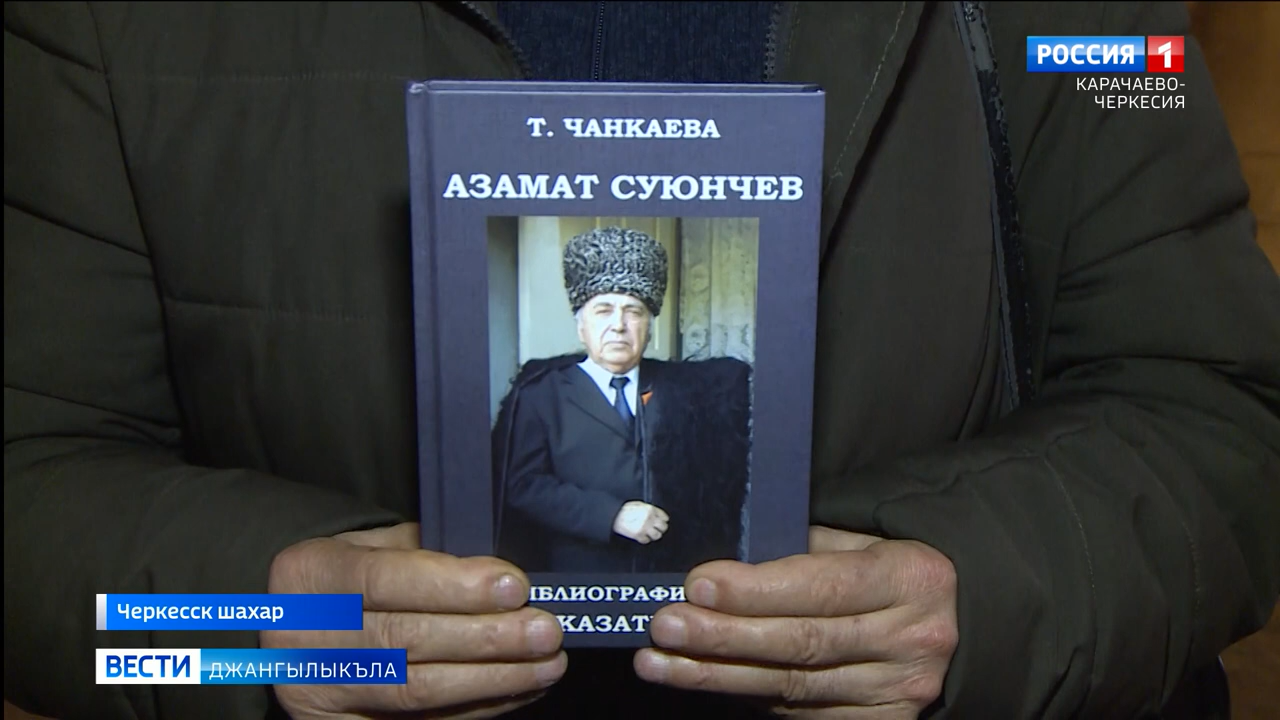 РОССИЯ 1
КАРАЧАЕВО-
ЧЕРКЕСИЯ
Т. ЧАНКАЕВА
АЗАМАТ СУЮНЧЕВ
Черкесск шахар
ВЕСТИ ДЖАНГЫЛЫКЪЛА